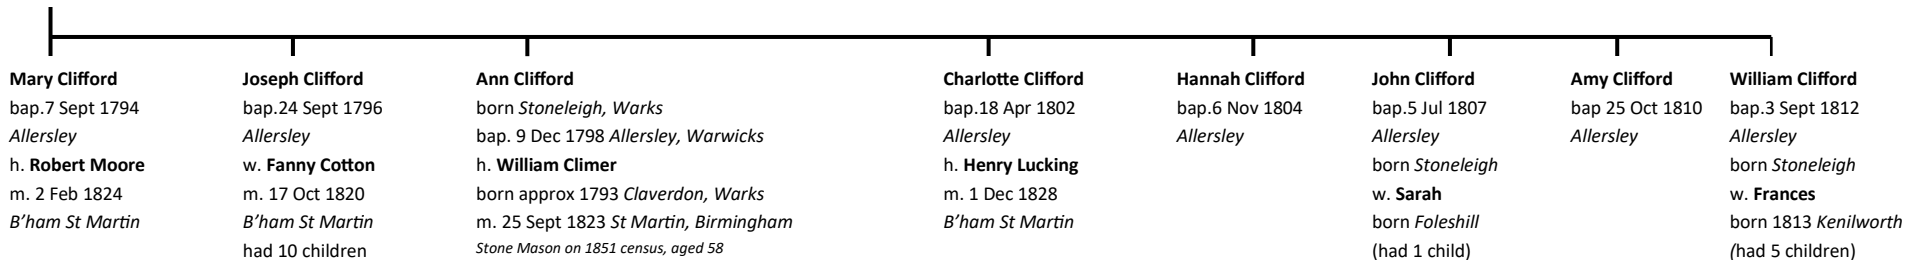 Mary Clifford
bap.7 Sept 1794
Allersley
h. Robert Moore
m. 2 Feb 1824
B'ham St Martin
Joseph Clifford
bap.24 Sept 1796
Allersley
w. Fanny Cotton
m. 17 Oct 1820
B'ham St Martin
had 10 children
Ann Clifford
born Stoneleigh, Warks
bap. 9 Dec 1798 Allersley, Warwicks
h. William Climer
born approx 1793 Claverdon, Warks
m. 25 Sept 1823 St Martin, Birmingham
Stone Mason on 1851 census, aged 58
Charlotte Clifford
bap.18 Apr 1802
Allersley
h. Henry Lucking
m. 1 Dec 1828
B'ham St Martin
Hannah Clifford
bap.6 Nov 1804
Allersley
John Clifford
bap.5 Jul 1807
Allersley
born Stoneleigh
w. Sarah
born Foleshill
(had 1 child)
Amy Clifford
bap 25 Oct 1810
Allersley
William Clifford
bap.3 Sept 1812
Allersley
born Stoneleigh
w. Frances
born 1813 Kenilworth
(had 5 children)